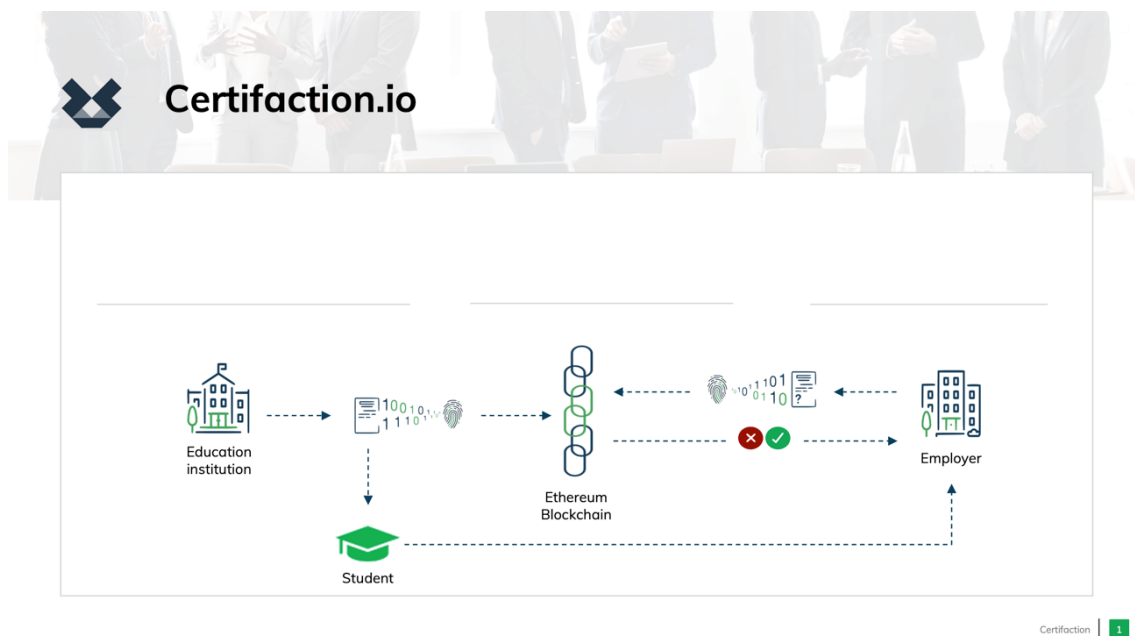 Certifaction.io
Education
institution
Ethereum
Blockchain
Employer
Student
?
Certifaction
1